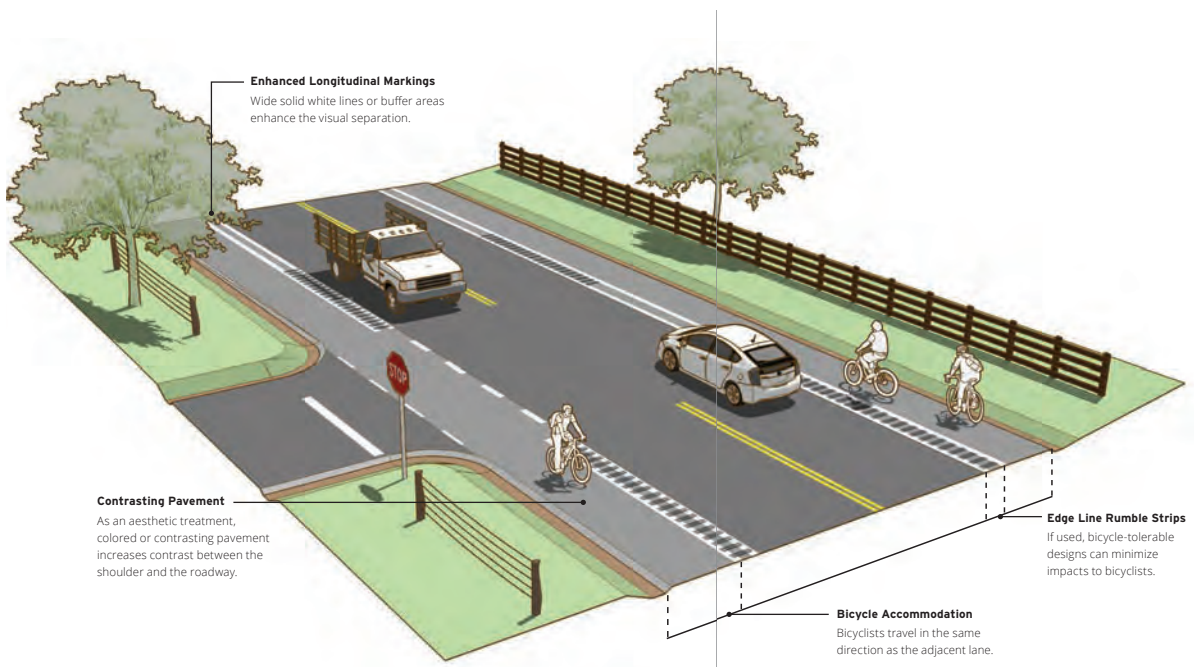 Enhanced Longitudinal Markings
Wide solid white lines or buffer areas
enhance the visual separation.
STOP
Contrasting Pavement
As an aesthetic treatment,
colored or contrasting pavement
increases contrast between the
shoulder and the roadway.
Edge Line Rumble Strips
If used, bicycle-tolerable
designs can minimize
impacts to bicyclists.
Bicycle Accommodation
Bicyclists travel in the same
direction as the adjacent lane.